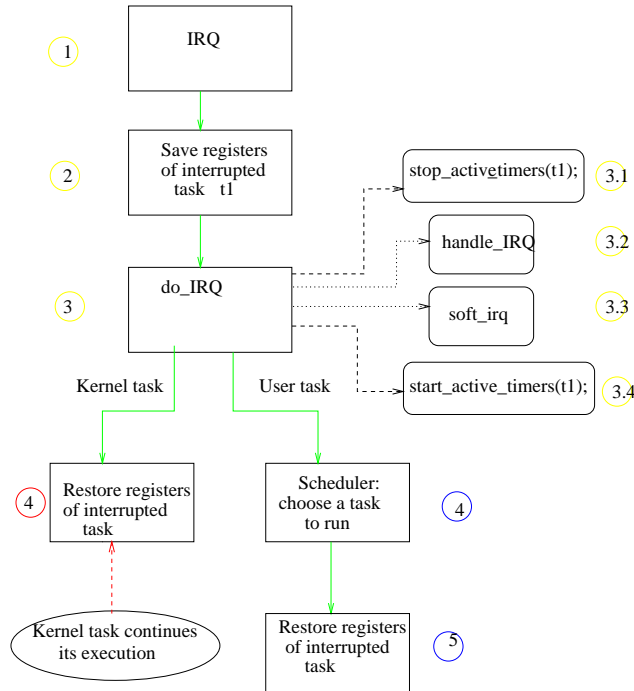 1
IRQ
2
Save registers
of interrupted
task t1
stop_activetimers(t1);
3.1
handle_IRQ
3.2
3
do_IRQ
soft_irq
3.3
Kernel task
User task
start_active_timers(t1);
3.4
4
Restore registers
of interrupted
task
Scheduler:
choose a task
to run
4
Kernel task continues
its execution
Restore registers
of interrupted
task
5